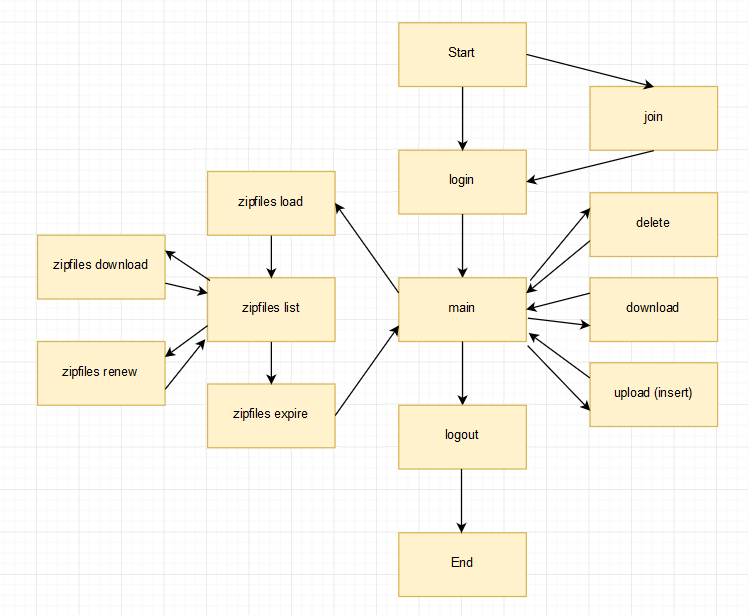 Start
join
login
zipfiles load
delete
zipfiles download
zipfiles list
main
download
zipfiles renew
upload (insert)
zipfiles expire
logout
End